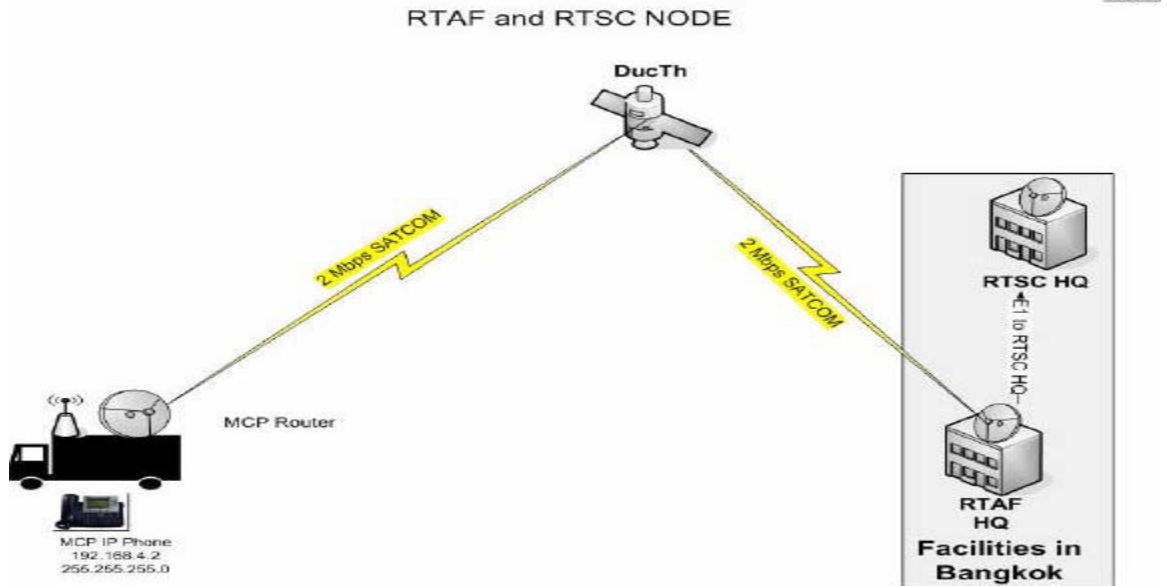 RTAF and RTSC NODE
DucTh
2 Mbps SATCOM
2 Mbps SATCOM
RTSC HQ
E1 to RTSC HQ
MCP Router
RTAF
HQ
MCP IP Phone
192.168.4.2
255.255.255.0
Facilities in
Bangkok